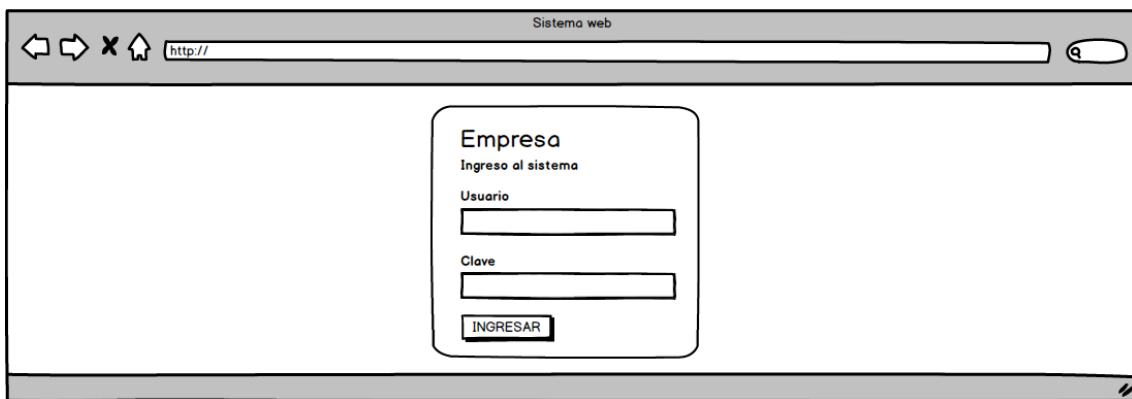 Sistema web
http://
Empresa
Ingreso al sistema
Usuario
Clave
INGRESAR